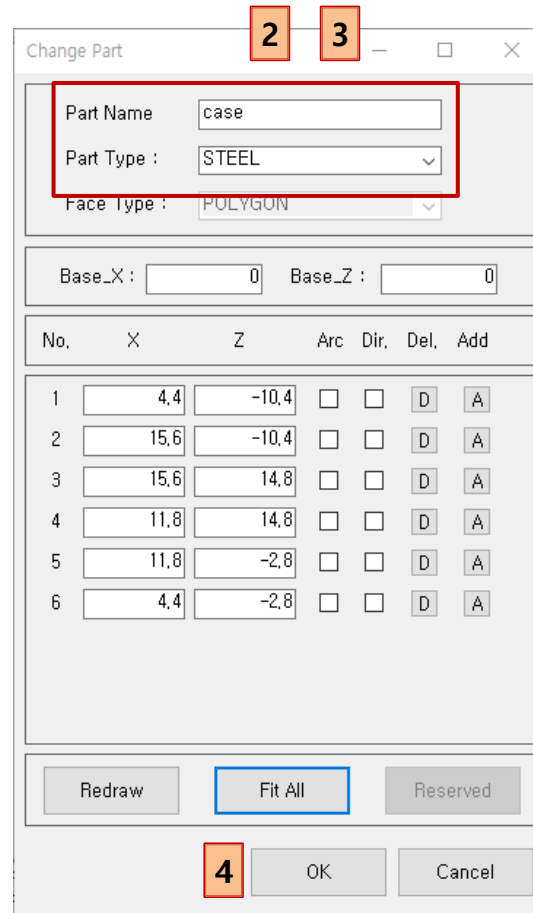 2 3
Change Part
Part Name case
Part Type : STEEL
Face Type : POLYGON
Base_X : 0 Base_Z : 0
No. X Z Arc Dir. Del. Add
1 4.4 -10.4 D A
2 15.6 -10.4 D A
3 15.6 14.8 D A
4 11.8 14.8 D A
5 11.8 -2.8 D A
6 4.4 -2.8 D A
Redraw Fit All Reserved
4 OK Cancel